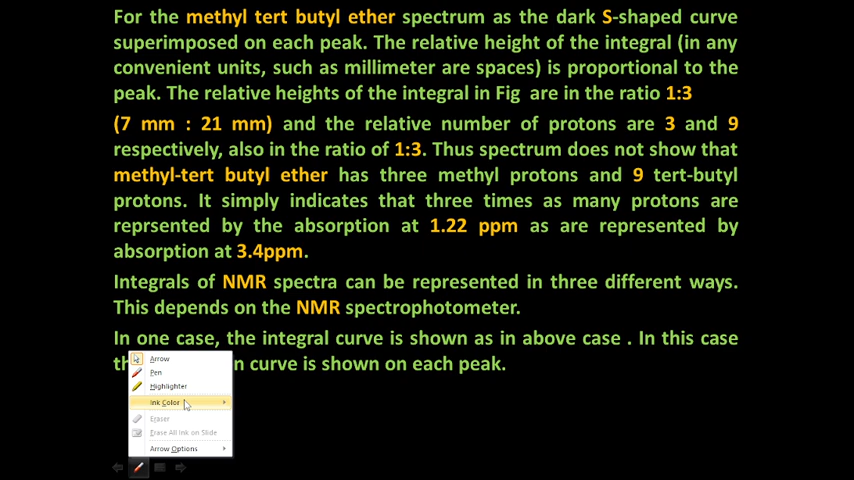 For the methyl tert butyl ether spectrum as the dark S-shaped curve
superimposed on each peak. The relative height of the integral (in any
convenient units, such as millimeter are spaces) is proportional to the
peak. The relative heights of the integral in Fig are in the ratio 1:3
(7 mm : 21 mm) and the relative number of protons are 3 and 9
respectively, also in the ratio of 1:3. Thus spectrum does not show that
methyl-tert butyl ether has three methyl protons and 9 tert-butyl
protons. It simply indicates that three times as many protons are
reprsented by the absorption at 1.22 ppm as are represented by
absorption at 3.4ppm.
Integrals of NMR spectra can be represented in three different ways.
This depends on the NMR spectrophotometer.
In one case, the integral curve is shown as in above case . In this case
th n curve is shown on each peak.
Arrow
Pen
Highlighter
Ink Color
Eraser
Erase All Ink on Slide
Arrow Options